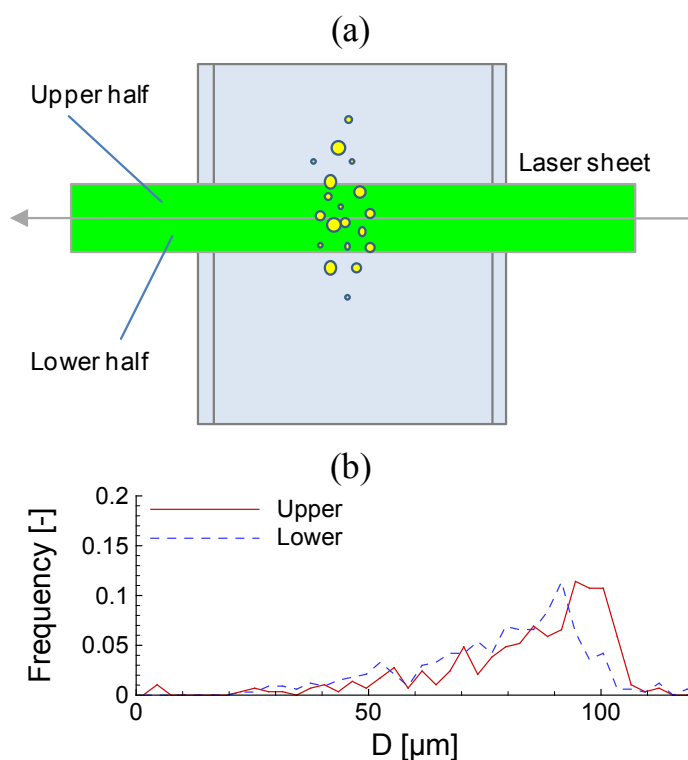 (a)
Upper half
Laser sheet
Lower half
(b)
0.2
0.15
0.1
0.05
0
Frequency [-]
Upper
Lower
0 50 100
D [µm]